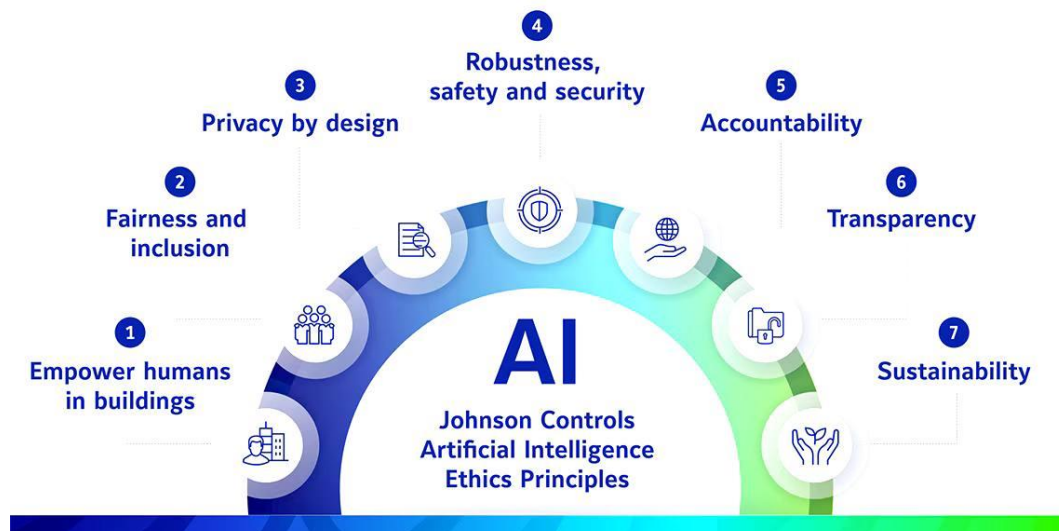 1
Empower humans
in buildings
2
Fairness and
inclusion
3
Privacy by design
4
Robustness,
safety and security
5
Accountability
6
Transparency
7
Sustainability
AI
Johnson Controls
Artificial Intelligence
Ethics Principles